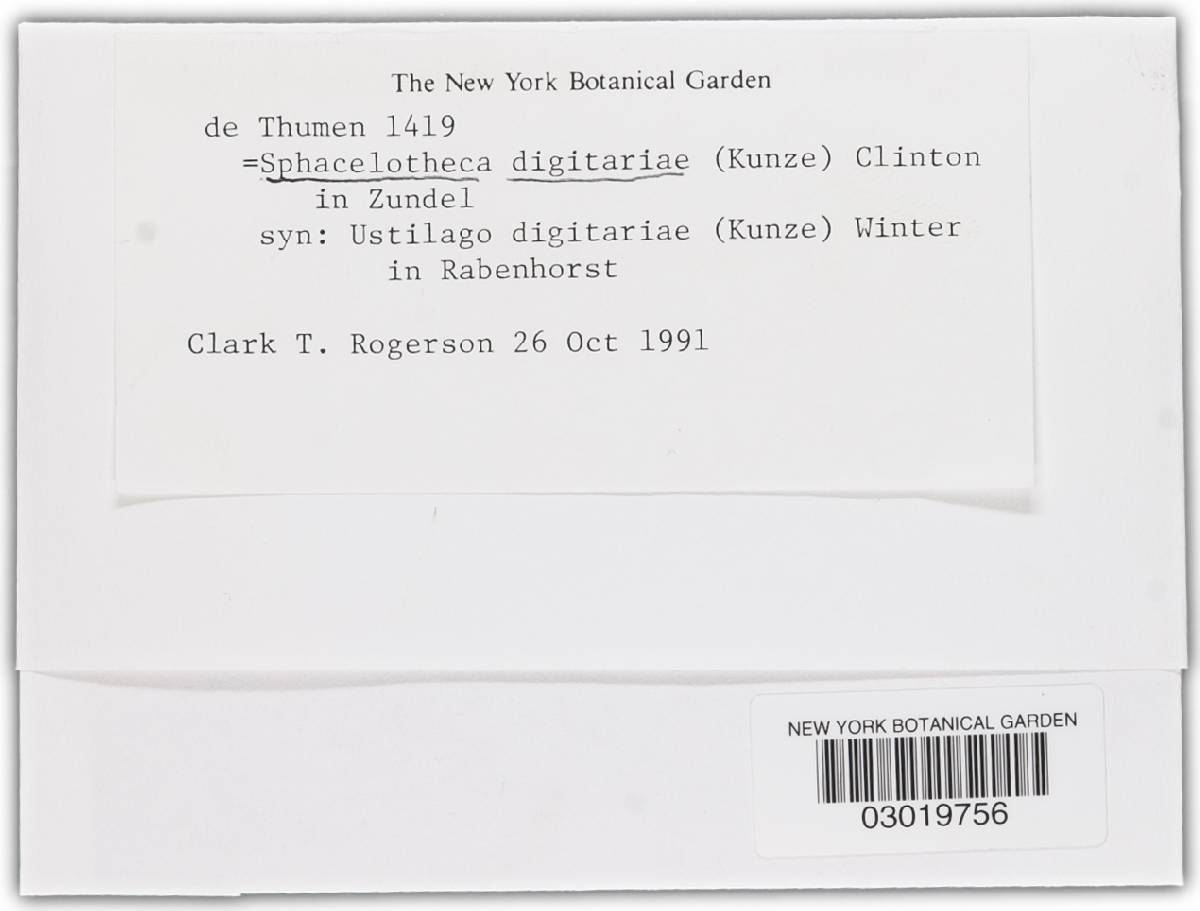 The New York Botanical Garden
de Thumen 1419
=Sphacelotheca digitariae (Kunze) Clinton
in Zundel
syn: Ustilago digitariae (Kunze) Winter
in Rabenhorst
Clark T. Rogerson 26 Oct 1991
NEW YORK BOTANICAL GARDEN
03019756